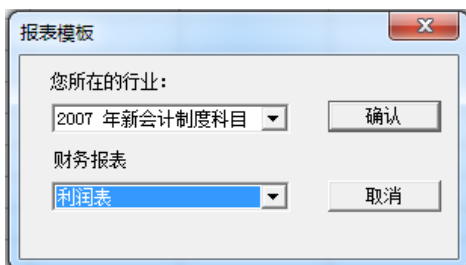 报表模板
您所在的行业：
2007 年新会计制度科目
确认
财务报表
利润表
取消